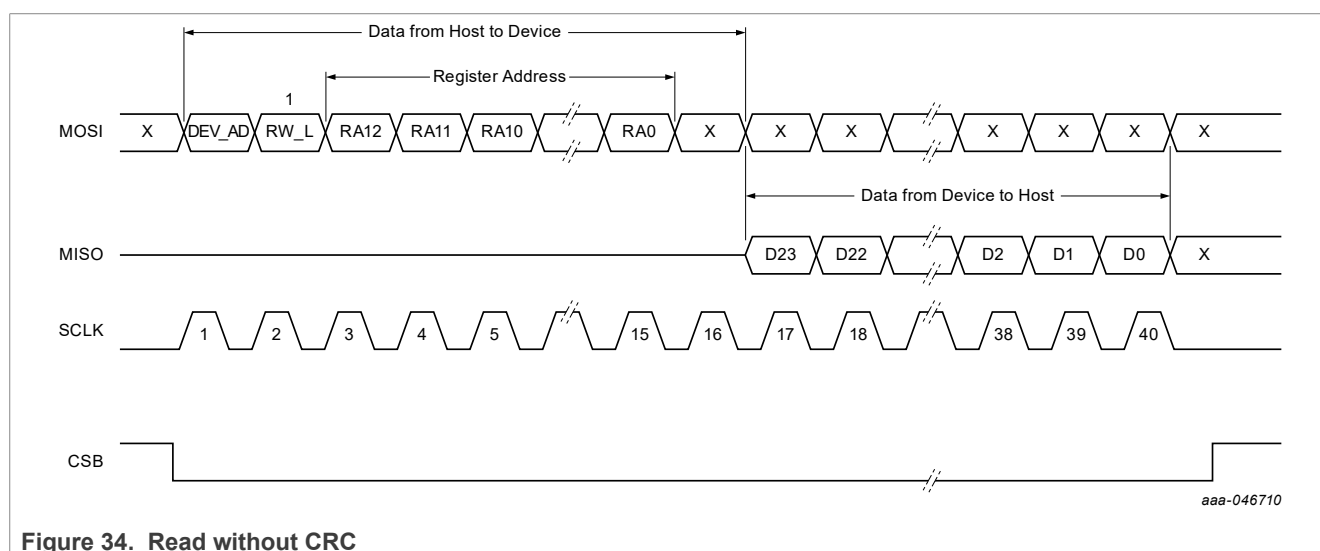 Data from Host to Device
Register Address
1
MOSI X DEV_AD RW_L RA12 RA11 RA10 RA0 X X X X X X X
Data from Device to Host
MISO D23 D22 D2 D1 D0 X
SCLK 1 2 3 4 5 15 16 17 18 38 39 40
CSB
aaa-046710
Figure 34. Read without CRC